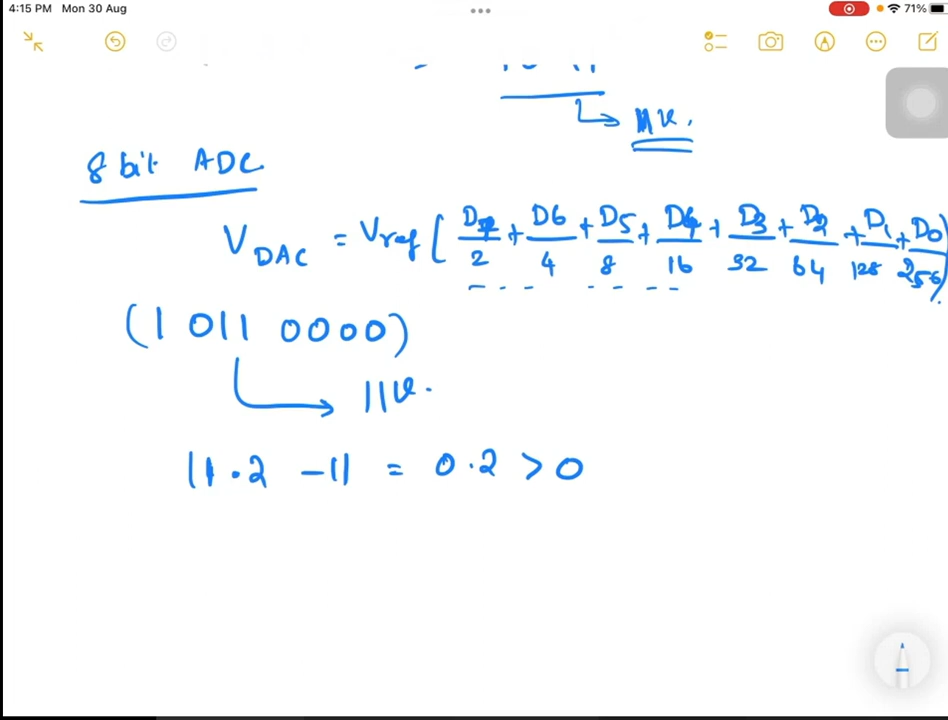 4:15 PM Mon 30 Aug
71%
11V.
8 bit ADC
V_DAC = Vref [ D7/2 + D6/4 + D5/8 + D4/16 + D3/32 + D2/64 + D1/128 + D0/256 )
(1 011 0000)
11V.
11.2 - 11 = 0.2 > 0